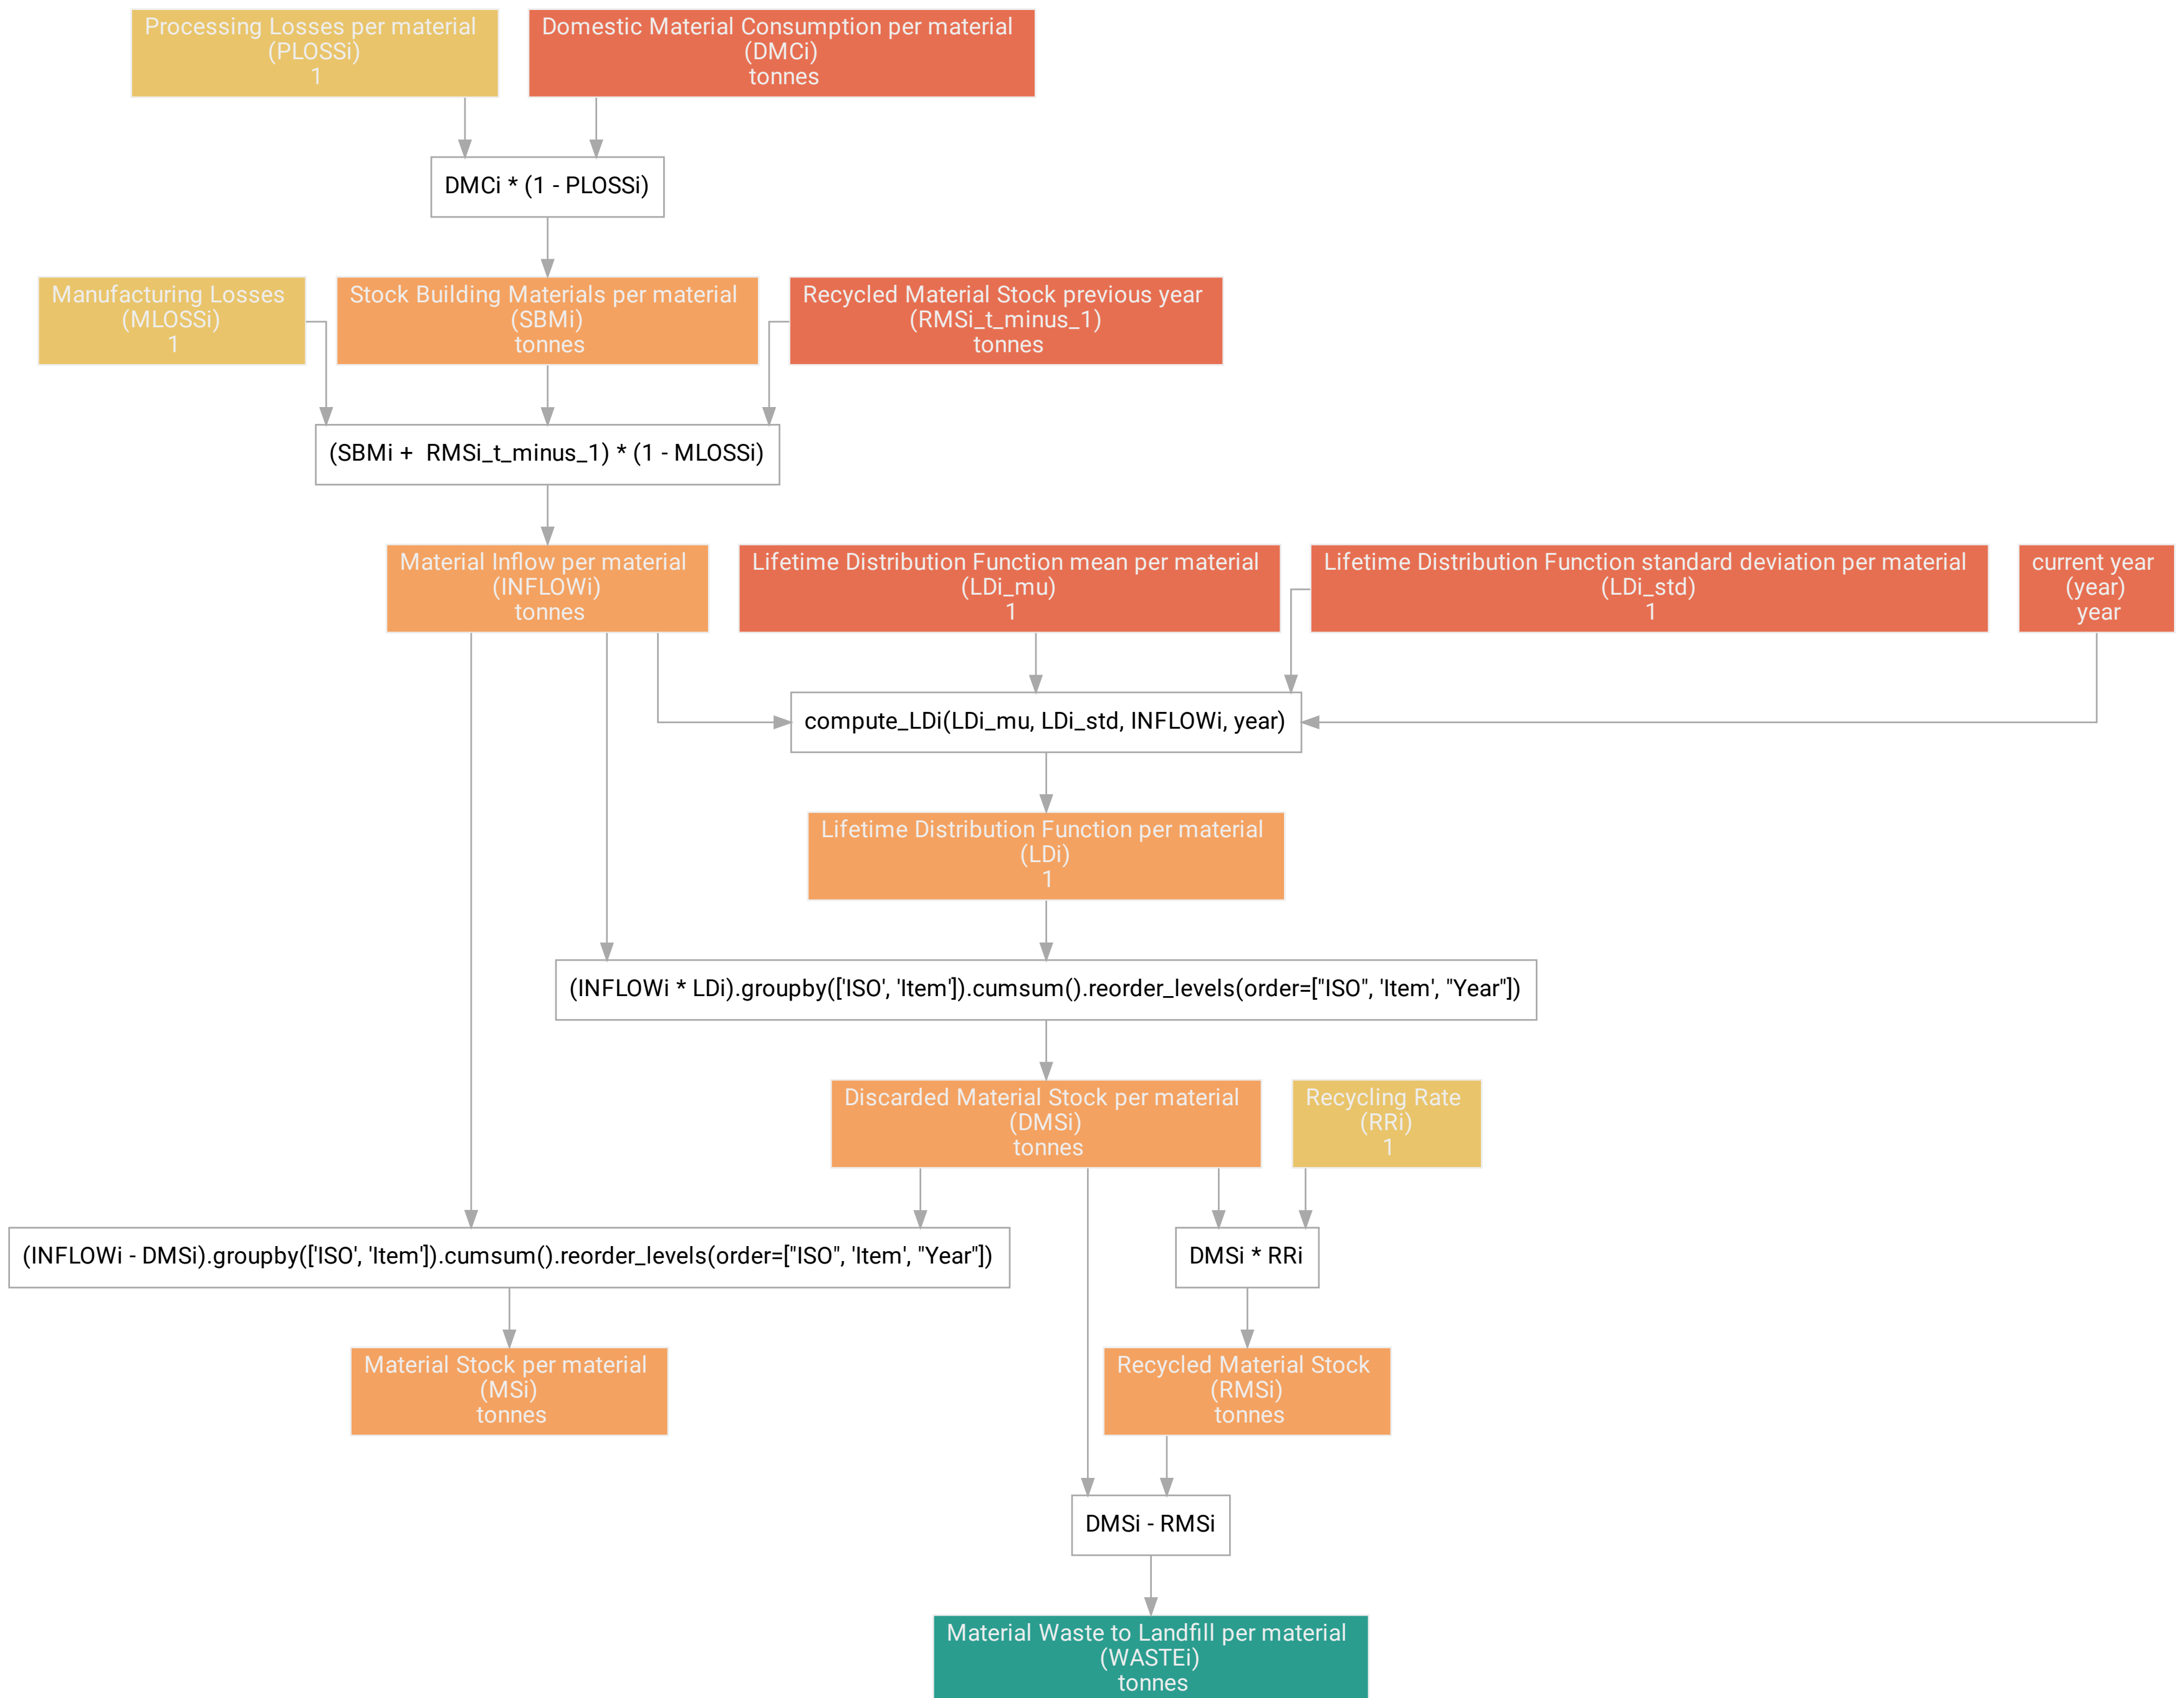 Processing Losses per material
(PLOSSi)
1
Domestic Material Consumption per material
(DMCi)
tonnes
DMCi * (1 - PLOSSi)
Manufacturing Losses
(MLOSSi)
1
Stock Building Materials per material
(SBMi)
tonnes
Recycled Material Stock previous year
(RMSi_t_minus_1)
tonnes
(SBMi +  RMSi_t_minus_1) * (1 - MLOSSi)
Material Inflow per material
(INFLOWi)
tonnes
Lifetime Distribution Function mean per material
(LDi_mu)
1
Lifetime Distribution Function standard deviation per material
(LDi_std)
1
current year
(year)
year
compute_LDi(LDi_mu, LDi_std, INFLOWi, year)
Lifetime Distribution Function per material
(LDi)
1
(INFLOWi * LDi).groupby(['ISO', 'Item']).cumsum().reorder_levels(order=["ISO", 'Item', "Year"])
Discarded Material Stock per material
(DMSi)
tonnes
Recycling Rate
(RRi)
1
(INFLOWi - DMSi).groupby(['ISO', 'Item']).cumsum().reorder_levels(order=["ISO", 'Item', "Year"])
DMSi * RRi
Material Stock per material
(MSi)
tonnes
Recycled Material Stock
(RMSi)
tonnes
DMSi - RMSi
Material Waste to Landfill per material
(WASTEi)
tonnes